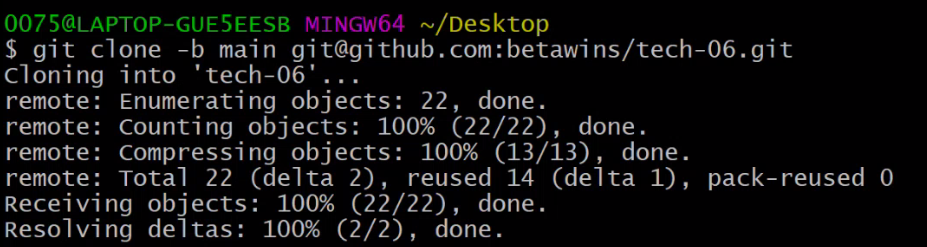 0075@LAPTOP-GUE5EESB MINGW64 ~/Desktop
$ git clone -b main git@github.com:betawins/tech-06.git
Cloning into 'tech-06'...
remote: Enumerating objects: 22, done.
remote: Counting objects: 100% (22/22), done.
remote: Compressing objects: 100% (13/13), done.
remote: Total 22 (delta 2), reused 14 (delta 1), pack-reused 0
Receiving objects: 100% (22/22), done.
Resolving deltas: 100% (2/2), done.